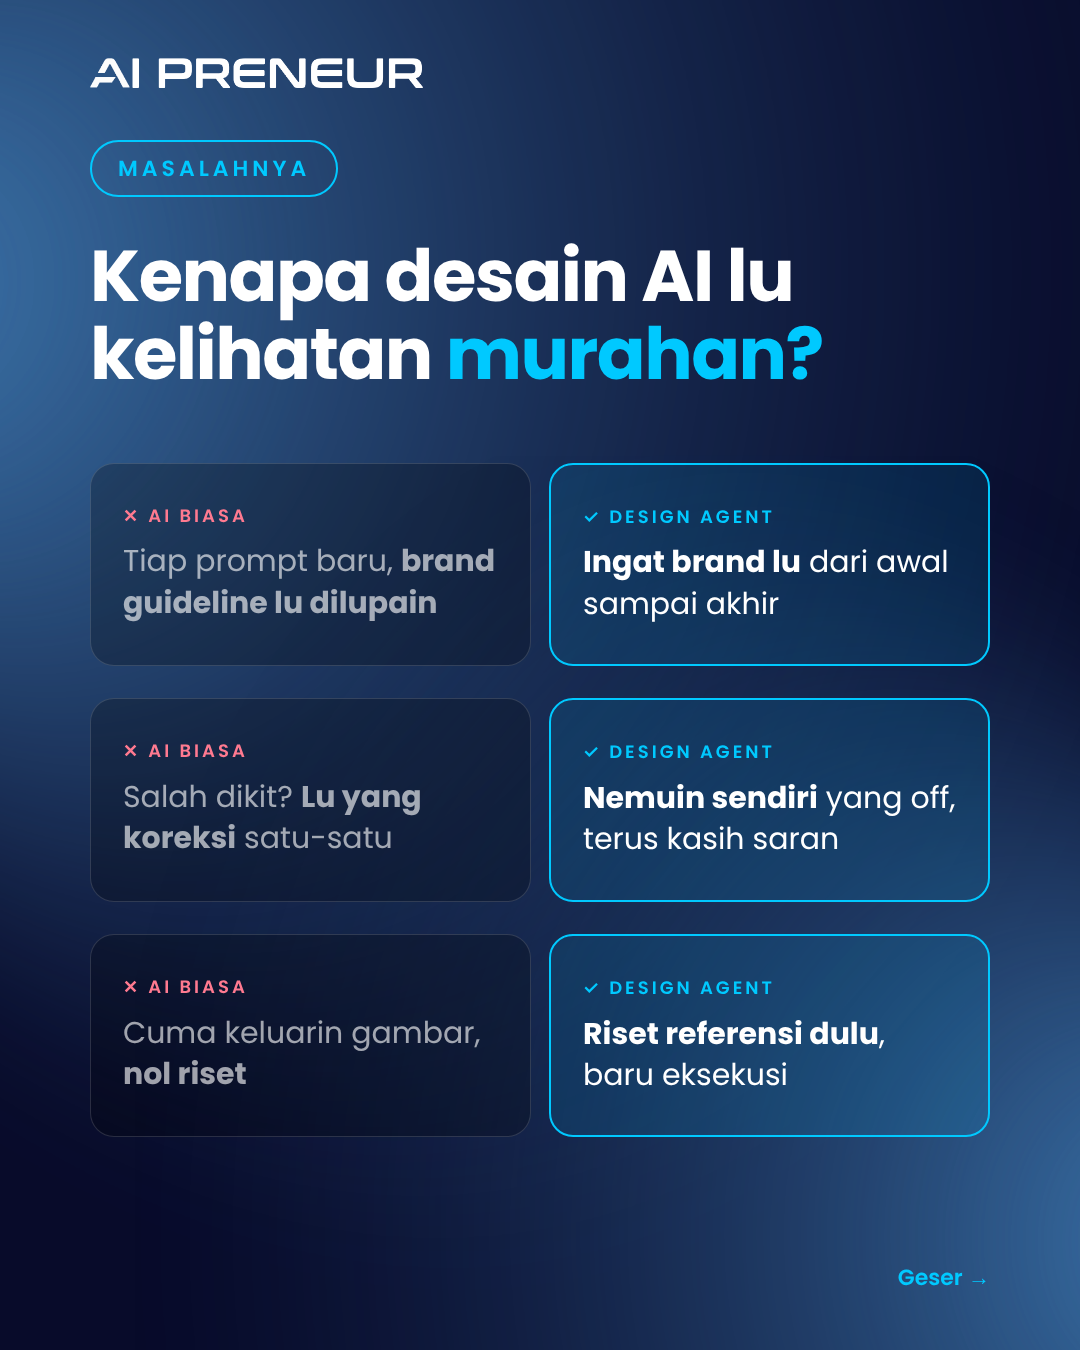 AI PRENEUR
MASALAHNYA
Kenapa desain AI lu
kelihatan murahan?
✕ AI BIASA
Tiap prompt baru, brand
guideline lu dilupain
✓ DESIGN AGENT
Ingat brand lu dari awal
sampai akhir
✕ AI BIASA
Salah dikit? Lu yang
koreksi satu-satu
✓ DESIGN AGENT
Nemuin sendiri yang off,
terus kasih saran
✕ AI BIASA
Cuma keluarin gambar,
nol riset
✓ DESIGN AGENT
Riset referensi dulu,
baru eksekusi
Geser →